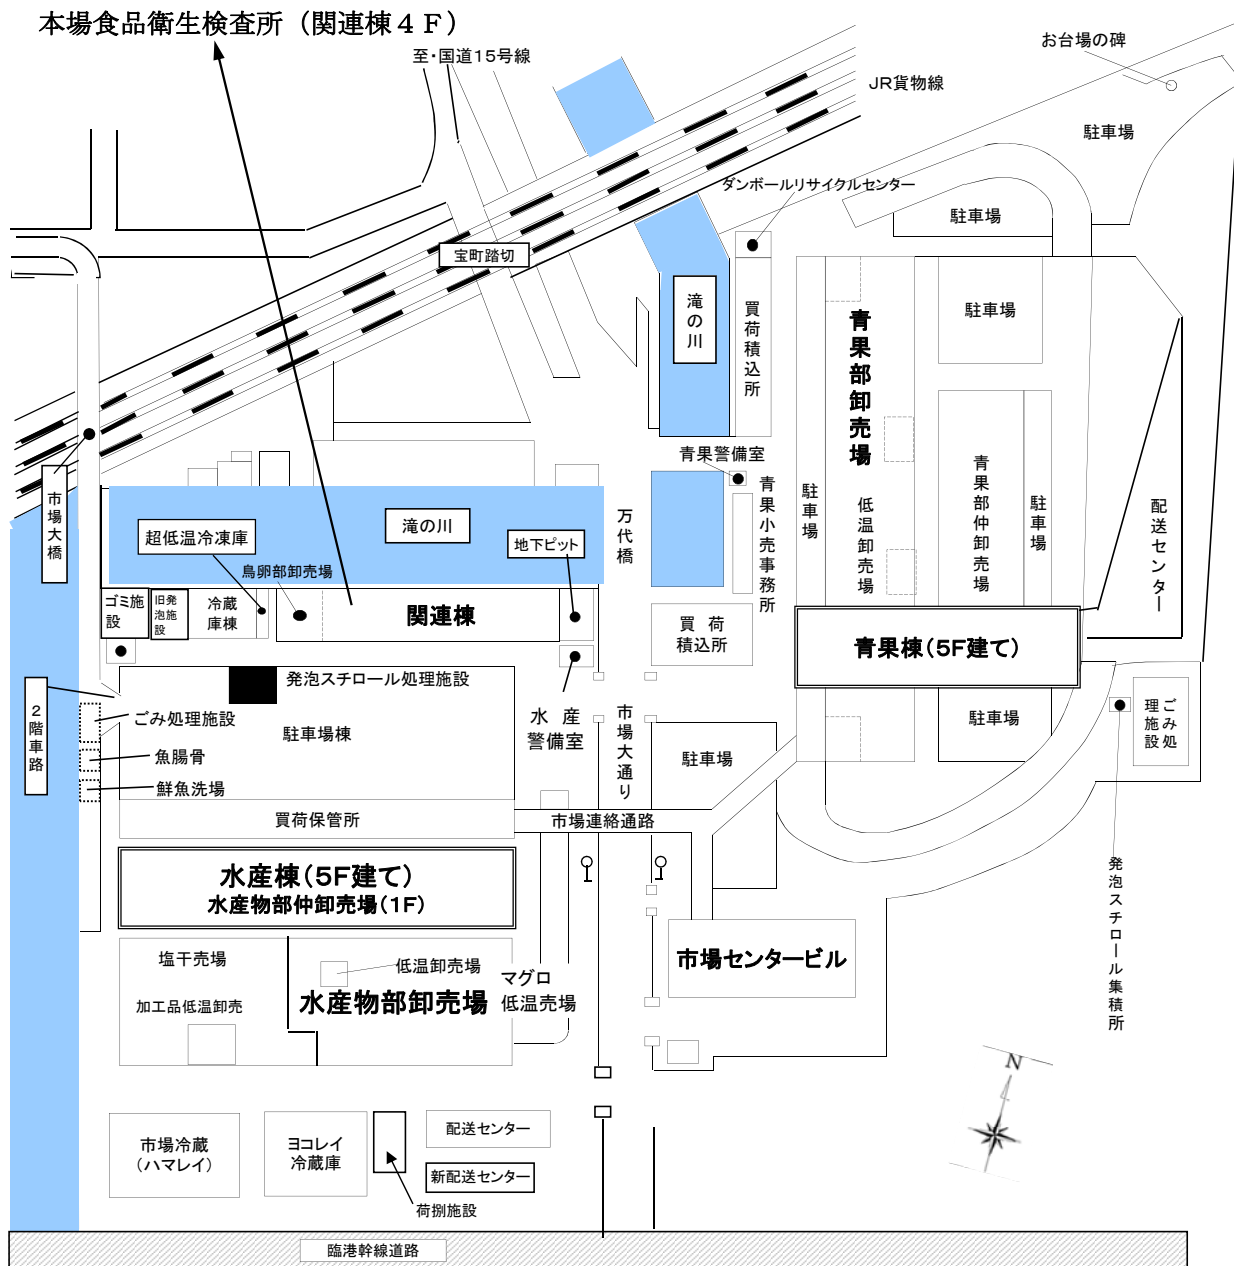 本場食品衛生検査所（関連棟４Ｆ）
至・国道15号線
お台場の碑
JR貨物線
駐車場
ダンボールリサイクルセンター
駐車場
宝町踏切
滝の川
買荷積込所
青果部卸売場
駐車場
青果警備室
市場大橋
超低温冷凍庫
滝の川
地下ピット
万代橋
青果小売事務所
駐車場
低温卸売場
青果部仲卸売場
駐車場
配送センター
鳥卵部卸売場
ゴミ施
設
旧発
泡施
設
冷蔵
庫棟
関連棟
買 荷
積込所
青果棟（5F建て）
２階車路
発泡スチロール処理施設
ごみ処理施設
駐車場棟
魚腸骨
鮮魚洗場
水 産
警備室
市場大通り
駐車場
駐車場
ごみ処
理施設
買荷保管所
市場連絡通路
水産棟（5F建て）
水産物部仲卸売場（1F）
発泡スチロール集積所
塩干売場
低温卸売場
加工品低温卸売
水産物部卸売場
マグロ
低温売場
市場センタービル
N
市場冷蔵
（ハマレイ）
ヨコレイ
冷蔵庫
配送センター
新配送センター
荷捌施設
臨港幹線道路